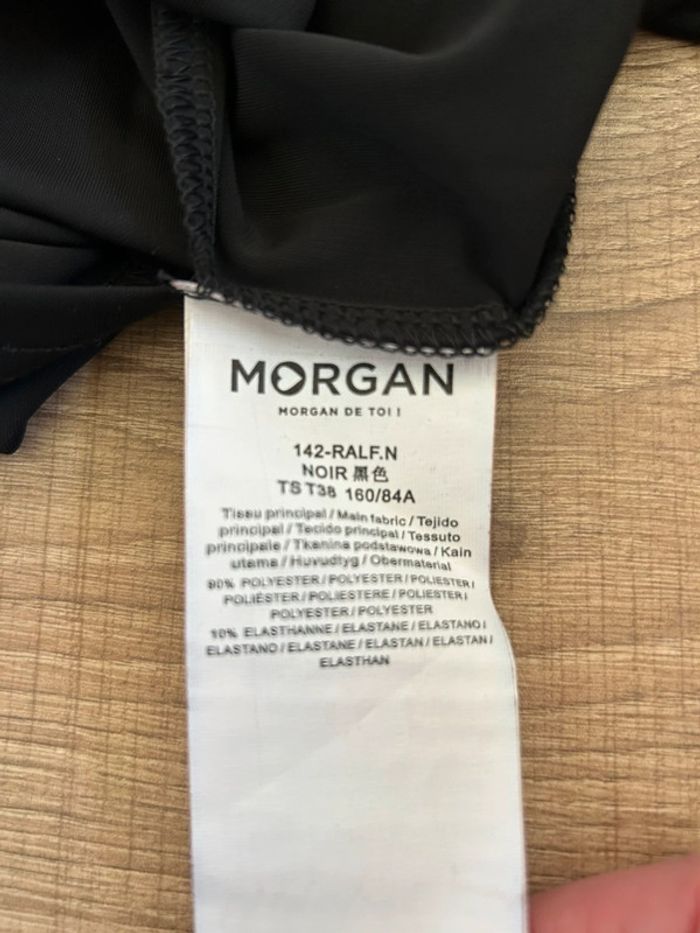 MORGAN
MORGAN DE TOI !
142-RALF.N
NOIR 黑色
TS T38 160/84A
Tissu principal / Main fabric / Tejido
principal / Tecido principal / Tessuto
principale / Tkanina podstawowa / Kain
utama / Huvudtyg / Obermaterial
90% POLYESTER / POLYESTER / POLIESTER /
POLIÉSTER / POLIESTERE / POLIESTER /
POLYESTER / POLYESTER
10% ELASTHANNE / ELASTANE / ELASTANO /
ELASTANO / ELASTANE / ELASTAN / ELASTAN /
ELASTHAN